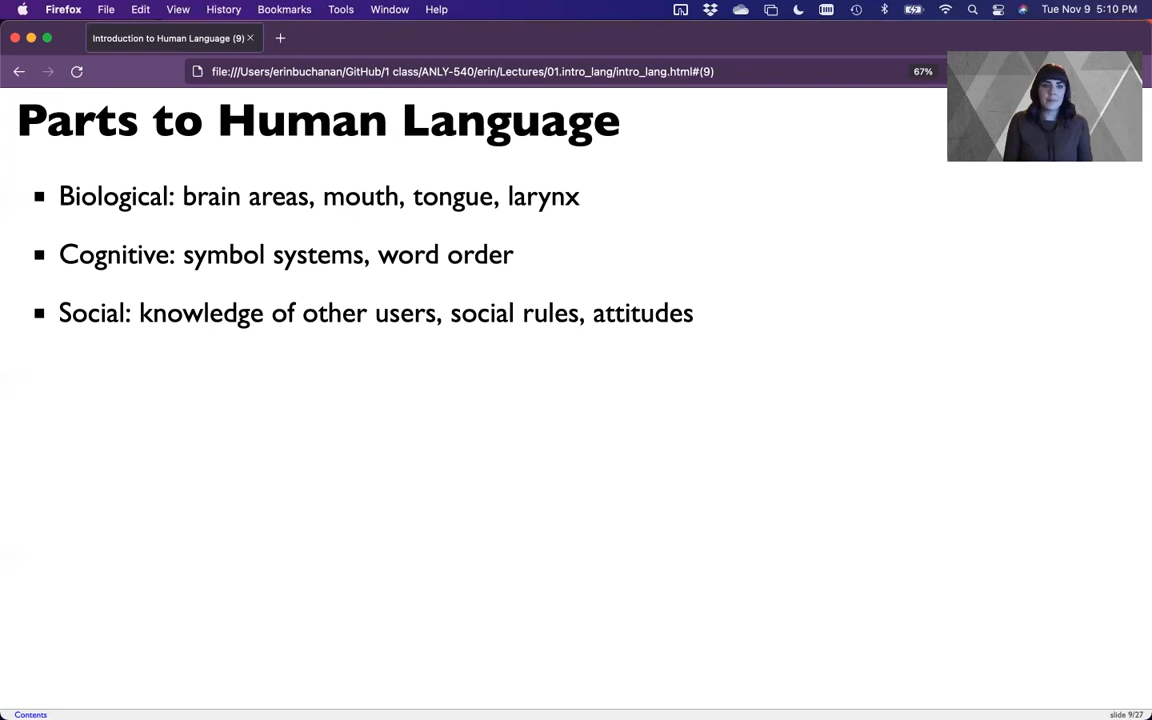 Firefox File Edit View History Bookmarks Tools Window Help Tue Nov 9 5:10 PM
Introduction to Human Language (9)
file:///Users/erinbuchanan/GitHub/1 class/ANLY-540/erin/Lectures/01.intro_lang/intro_lang.html#(9) 67%
Parts to Human Language
Biological: brain areas, mouth, tongue, larynx
Cognitive: symbol systems, word order
Social: knowledge of other users, social rules, attitudes
Contents slide 9/27